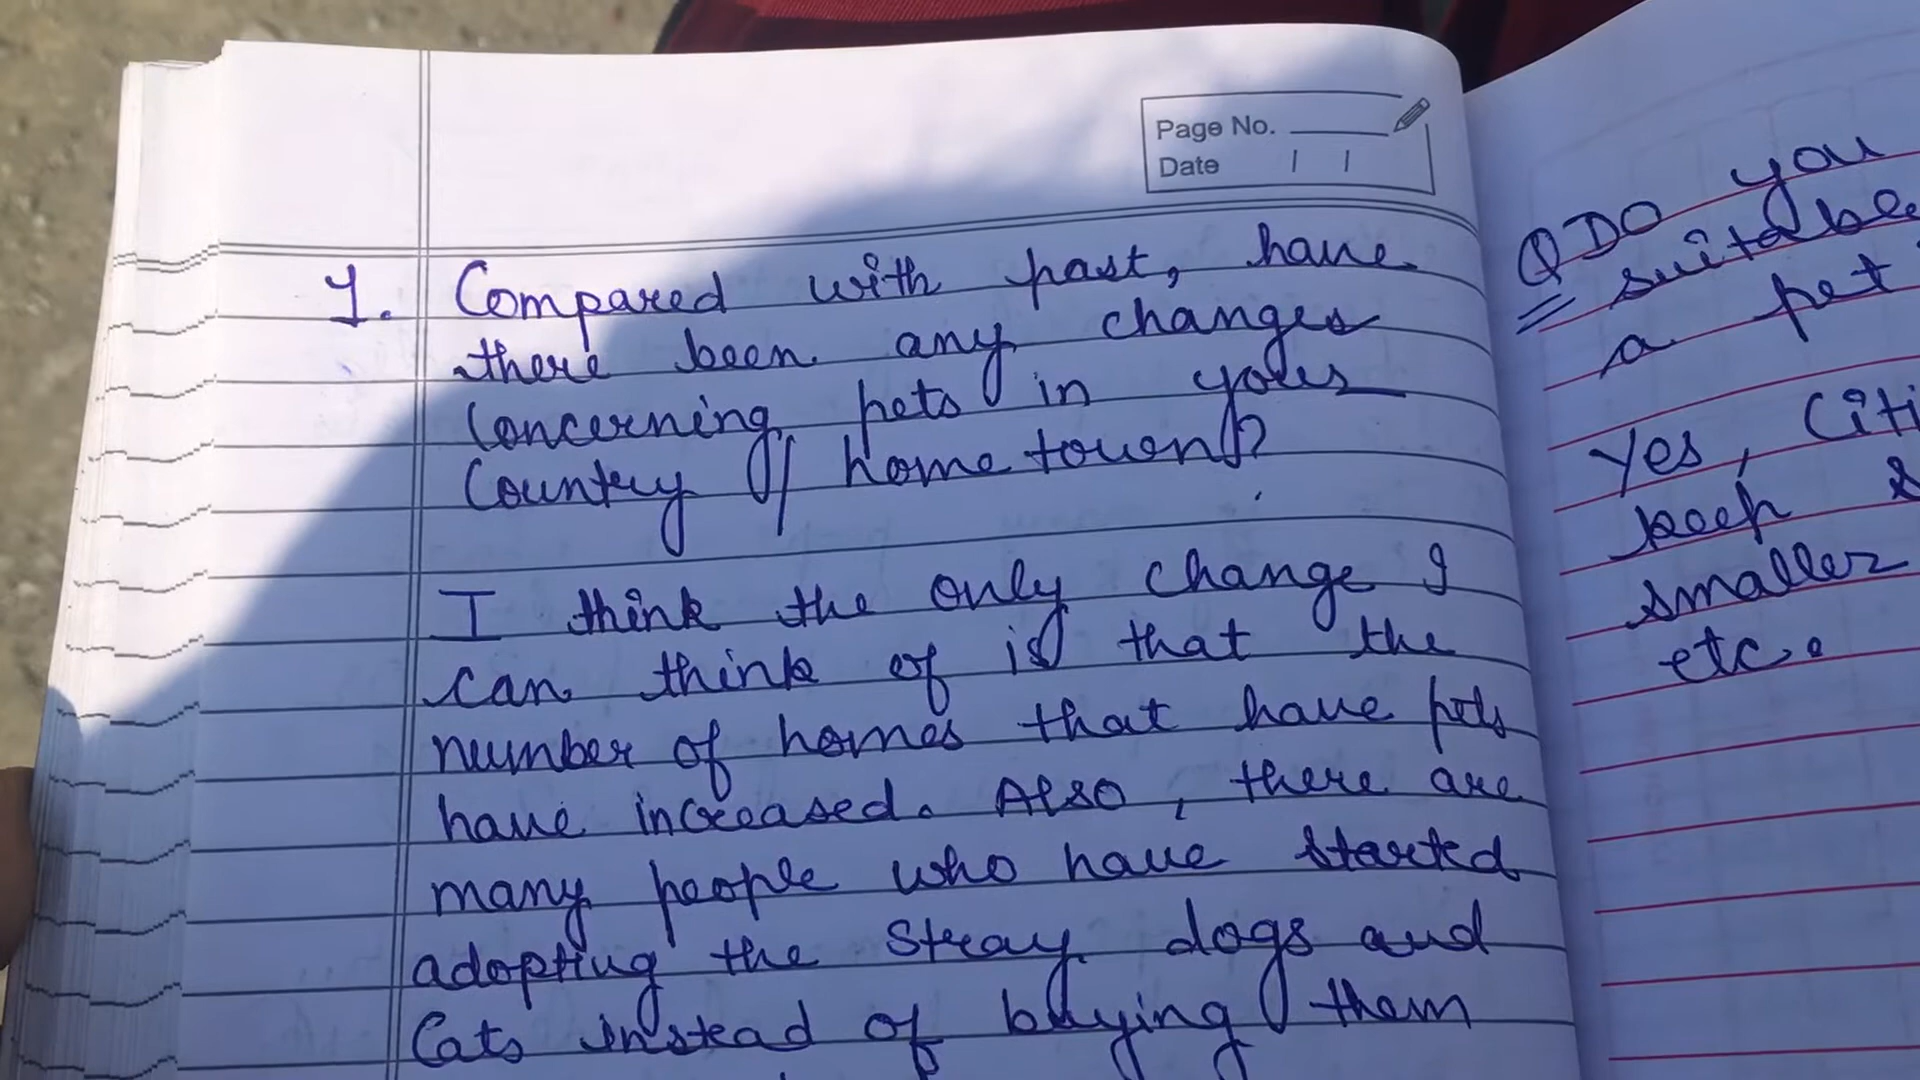 Page No.
Date
1. Compared with past, have
there been any changes
concerning pets in your
Country / hometown?
I think the only change I
can think of is that the
number of homes that have pets
have increased. Also, there are
many people who have started
adopting the stray dogs and
Cats instead of buying them
Q Do you
suitable
a pet
Yes, Citi
keep s
smaller
etc.